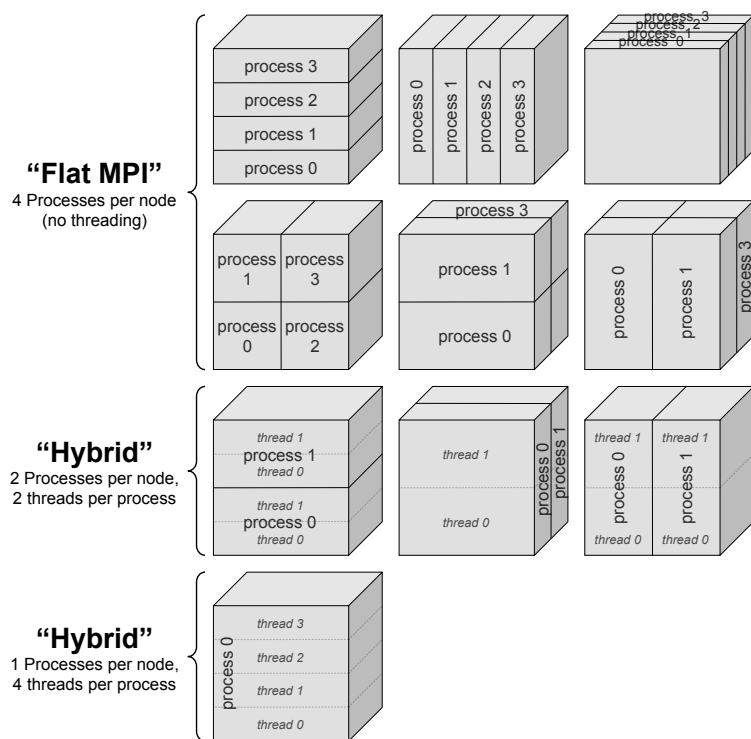 “Flat MPI”
4 Processes per node
(no threading)
process 3
process 2
process 1
process 0
process 0
process 1
process 2
process 3
process 3
process 2
process 1
process 0
process
1
process
3
process
0
process
2
process 3
process 1
process 0
process 0
process 1
process 3
“Hybrid”
2 Processes per node,
2 threads per process
thread 1
process 1
thread 0
thread 1
process 0
thread 0
thread 1
thread 0
process 0
process 1
thread 1
thread 1
process 0
process 1
thread 0
thread 0
“Hybrid”
1 Processes per node,
4 threads per process
process 0
thread 3
thread 2
thread 1
thread 0